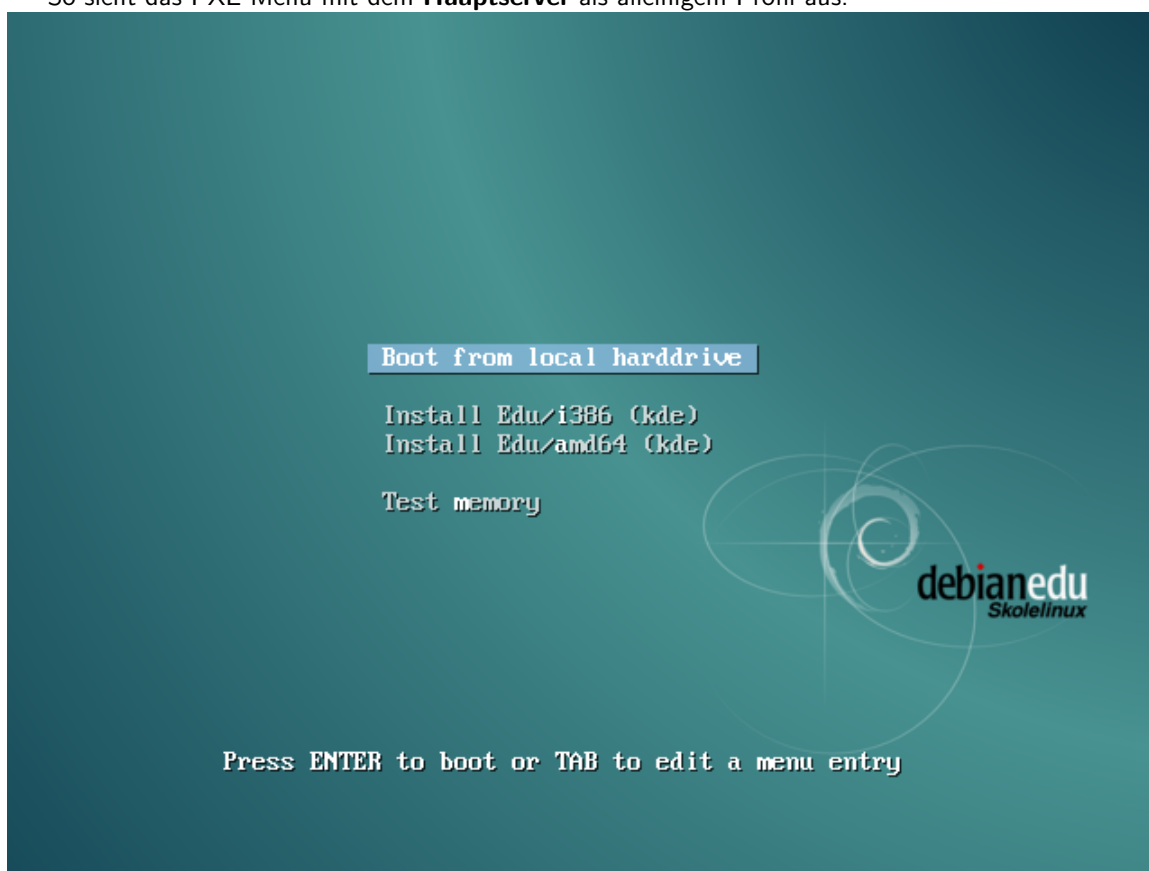 So sieht das PXE-Menü mit dem Hauptserver als alleinigem Profil aus:
Boot from local harddrive
Install Edu/i386 (kde)
Install Edu/amd64 (kde)
Test memory
debianedu
Skolelinux
Press ENTER to boot or TAB to edit a menu entry